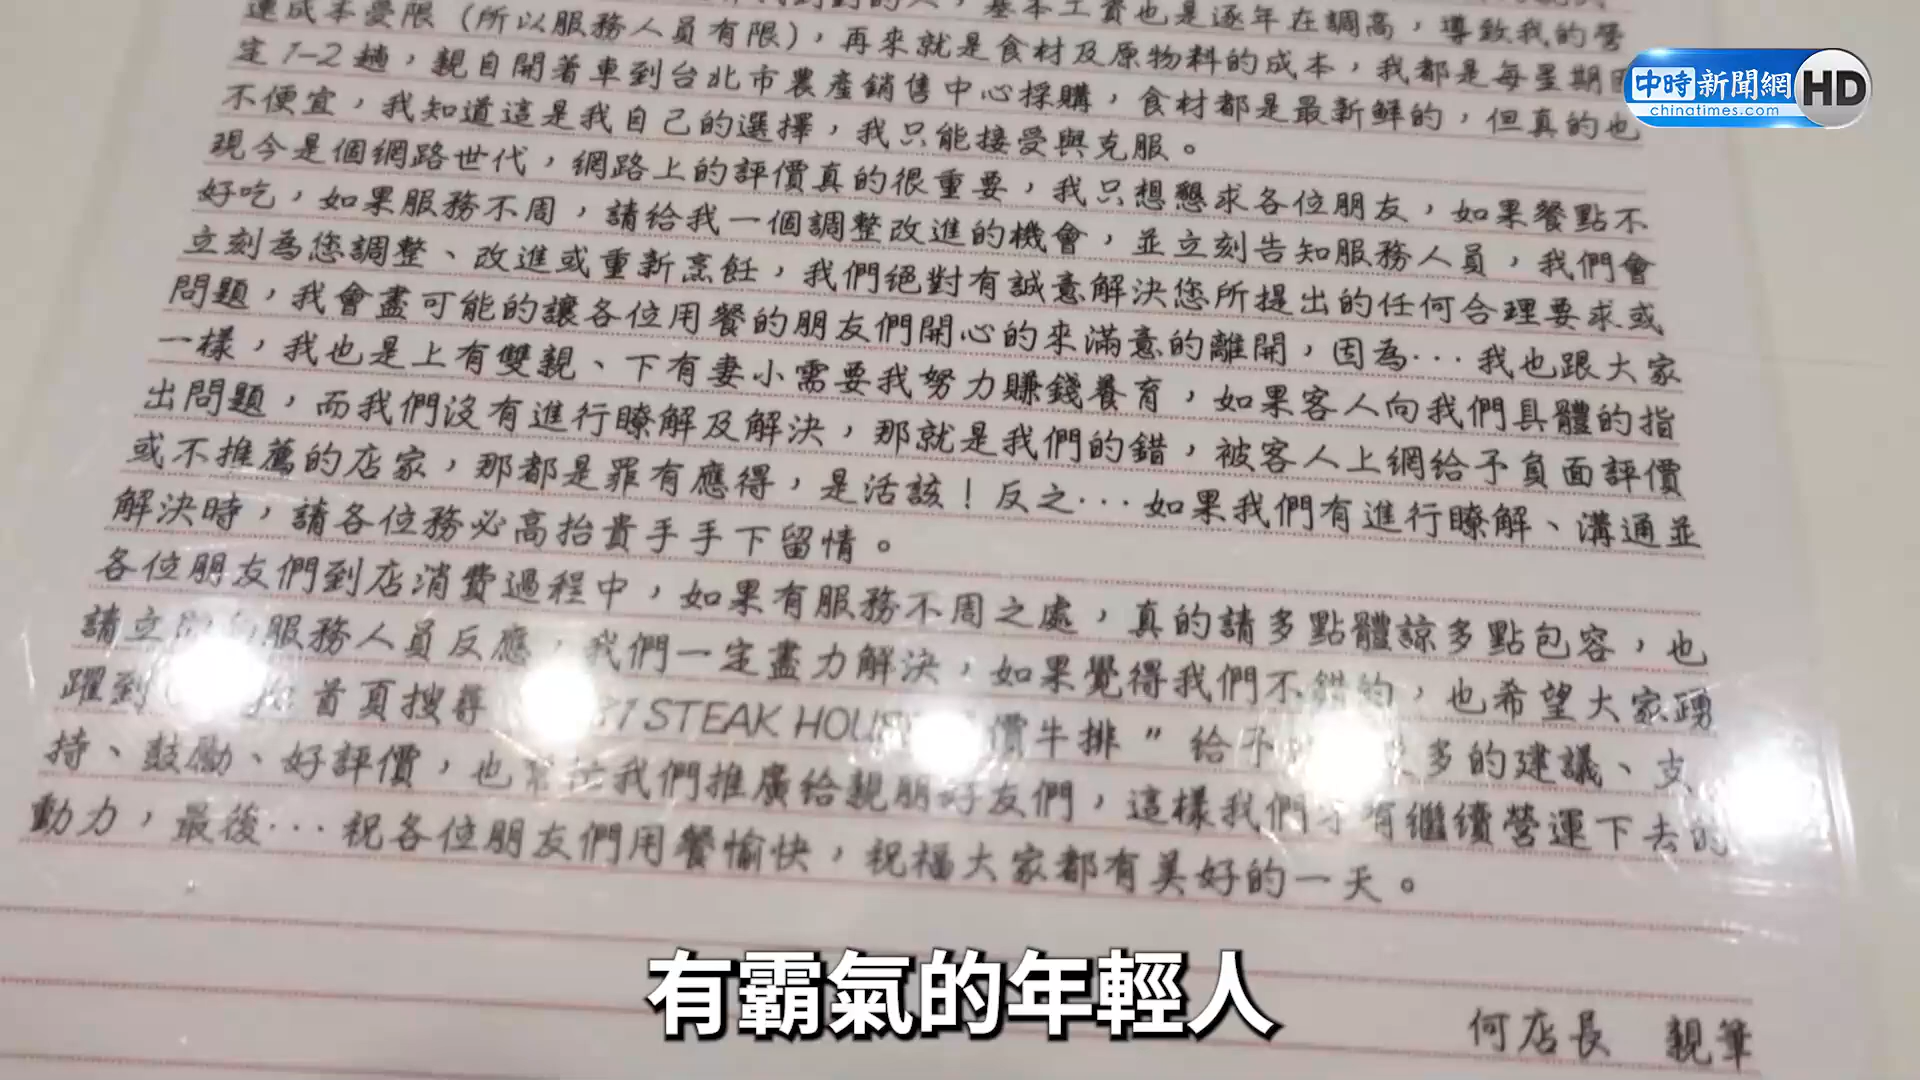 運成本受限(所以服務人員有限),再來就是食材及原物料的成本,我都是每星期固
基本工資也是逐年在調高,導致我的營
定1-2趟,親自開著車到台北市農產銷售中心採購,食材都是最新鮮的,但真的也
不便宜,我知道這是我自己的選擇,我只能接受與克服。
現今是個網路世代,網路上的評價真的很重要,我只想懇求各位朋友,如果餐點不
好吃,如果服務不周,請給我一個調整改進的機會,並立刻告知服務人員,我們會
立刻為您調整、改進或重新烹飪,我們絕對有誠意解決您所提出的任何合理要求或
問題,我會盡可能的讓各位用餐的朋友們開心的來滿意的離開,因為...我也跟大家
一樣,我也是上有雙親、下有妻小需要我努力賺錢養育,如果客人向我們具體的指
出問題,而我們沒有進行瞭解及解決,那就是我們的錯,被客人上網給予負面評價
或不推薦的店家,那都是罪有應得,是活該!反之...如果我們有進行瞭解、溝通並
解決時,請各位務必高抬貴手手下留情。
各位朋友們到店消費過程中,如果有服務不周之處,真的請多點體諒多點包容,也
請立 服務人員反應,我們一定盡力解決,如果覺得我們不錯的,也希望大家踴
躍到 首頁搜尋 STEAK HOUSE 價牛排" 給予 多的建議、支
持、鼓勵、好評價,也幫忙我們推廣給親朋好友們,這樣我們才有繼續營運下去的
動力,最後...祝各位朋友們用餐愉快,祝福大家都有美好的一天。
何店長 親筆
中時新聞網 HD
chinatimes.com
有霸氣的年輕人